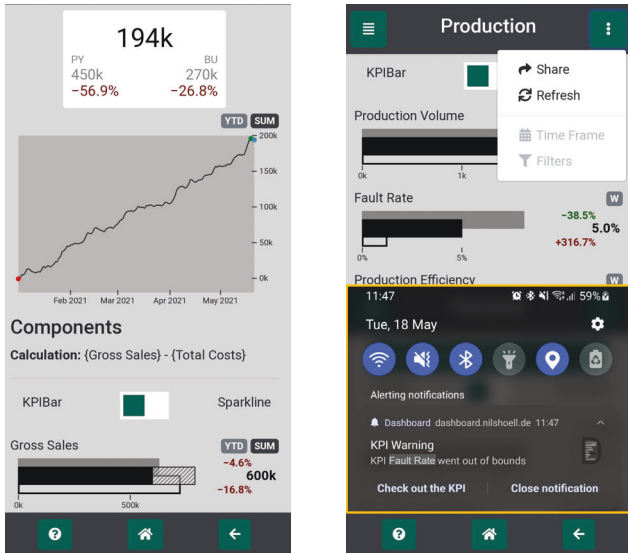 194k
PY BU
450k 270k
−56.9% −26.8%
YTD SUM
200k
150k
100k
50k
0k
Feb 2021 Mar 2021 Apr 2021 May 2021
Components
Calculation: {Gross Sales} - {Total Costs}
KPIBar Sparkline
Gross Sales YTD SUM
−4.6%
600k
−16.8%
0k 500k
Production
KPIBar
Share
Refresh
Time Frame
Filters
Production Volume
0k 1k
Fault Rate W
−38.5%
5.0%
+316.7%
0% 5%
Production Efficiency W
11:47 59%
Tue, 18 May
Alerting notifications
Dashboard dashboard.nilshoell.de 11:47
KPI Warning
KPI Fault Rate went out of bounds
Check out the KPI Close notification